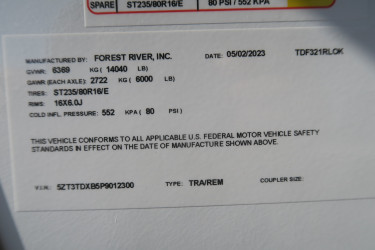 SPARE ST235/80R16/E 80 PSI / 552 KPA
MANUFACTURED BY: FOREST RIVER, INC. DATE: 05/02/2023 TDF321RLOK
GVWR: 6369 KG ( 14040 LB)
GAWR (EACH AXLE): 2722 KG ( 6000 LB)
TIRES: ST235/80R16/E
RIMS: 16X6.0J
COLD INFL. PRESSURE: 552 KPA ( 80 PSI )
THIS VEHICLE CONFORMS TO ALL APPLICABLE U.S. FEDERAL MOTOR VEHICLE SAFETY
STANDARDS IN EFFECT ON THE DATE OF MANUFACTURE SHOWN ABOVE.
V.I.N.: 5ZT3TDXB5P9012300 TYPE: TRA/REM COUPLER SIZE: